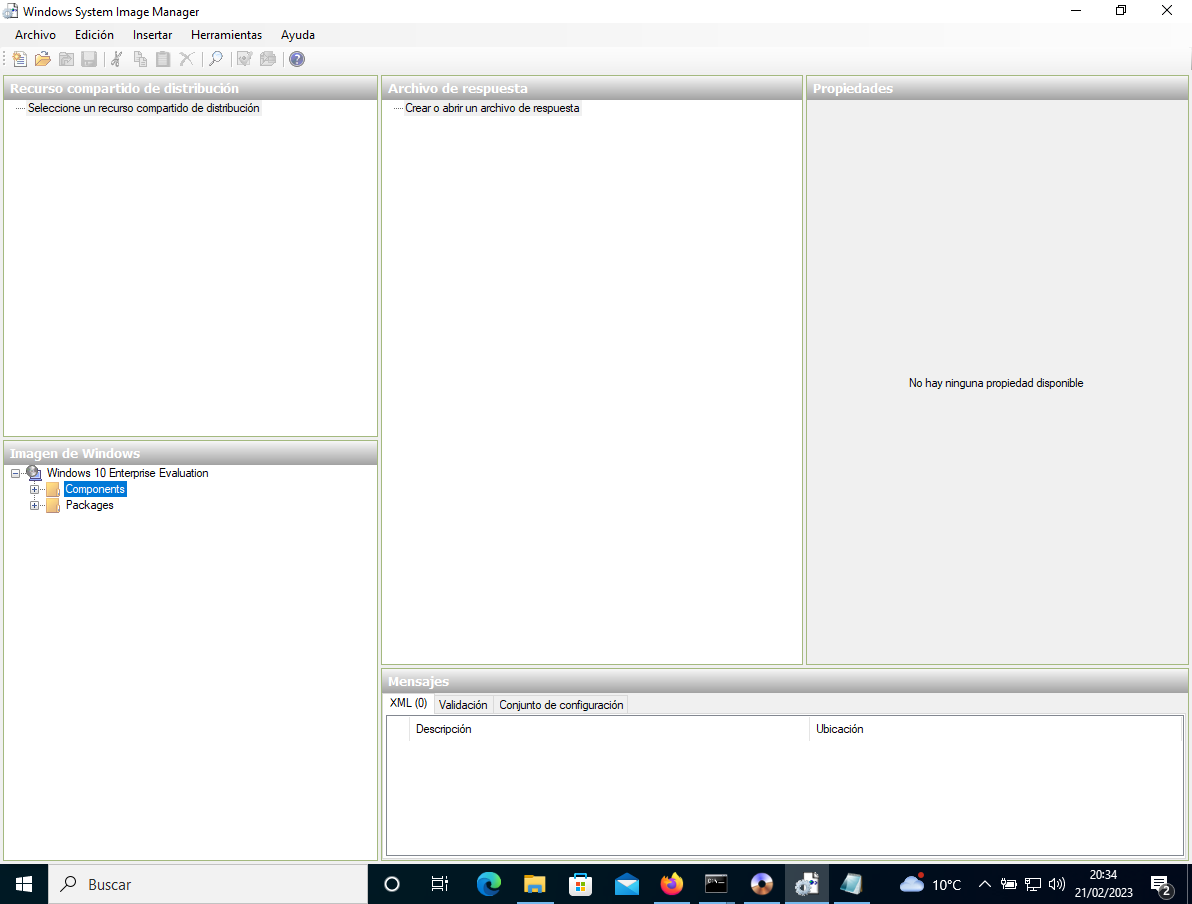 Windows System Image Manager
Archivo Edición Insertar Herramientas Ayuda
Recurso compartido de distribución
Seleccione un recurso compartido de distribución
Archivo de respuesta
Crear o abrir un archivo de respuesta
Propiedades
No hay ninguna propiedad disponible
Imagen de Windows
Windows 10 Enterprise Evaluation
Components
Packages
Mensajes
XML (0) Validación Conjunto de configuración
Descripción Ubicación
Buscar
10°C
20:34
21/02/2023
2